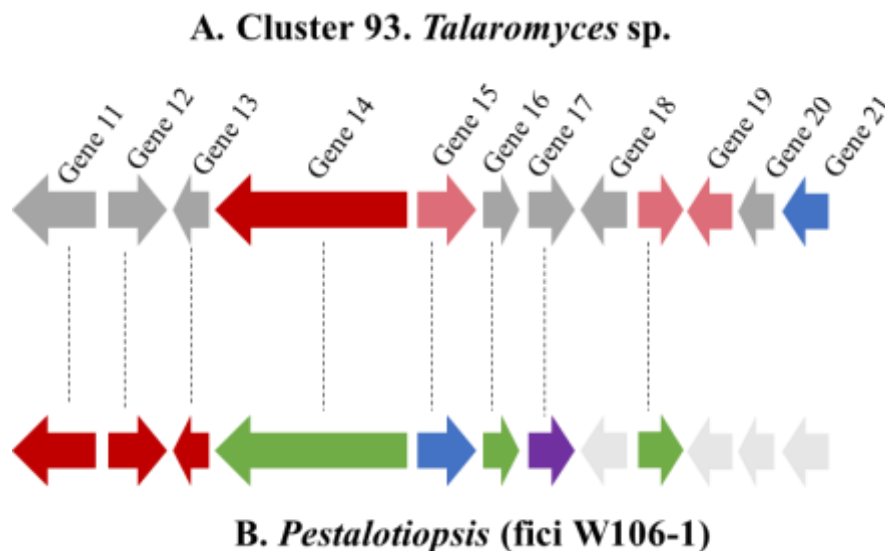 A. Cluster 93. Talaromyces sp.
Gene 11
Gene 12
Gene 13
Gene 14
Gene 15
Gene 16
Gene 17
Gene 18
Gene 19
Gene 20
Gene 21
B. Pestalotiopsis (fici W106-1)